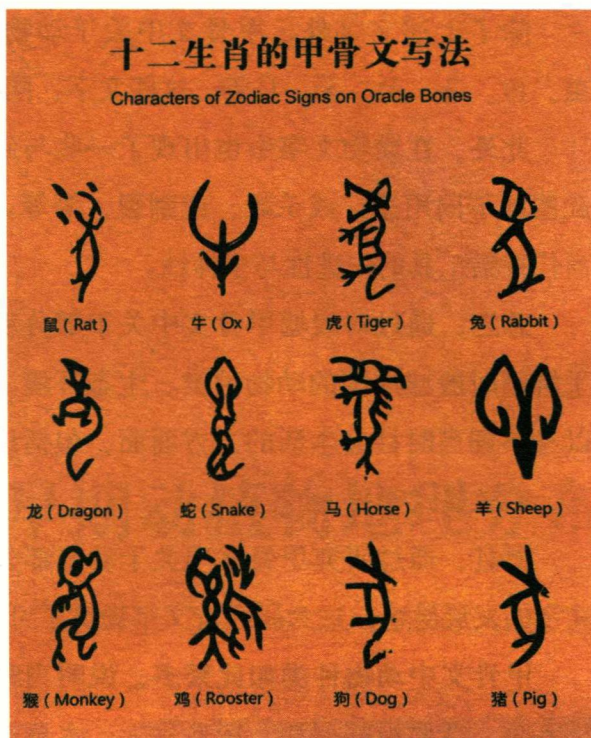 十二生肖的甲骨文写法
Characters of Zodiac Signs on Oracle Bones
鼠（Rat） 牛（Ox） 虎（Tiger） 兔（Rabbit）
龙（Dragon） 蛇（Snake） 马（Horse） 羊（Sheep）
猴（Monkey） 鸡（Rooster） 狗（Dog） 猪（Pig）